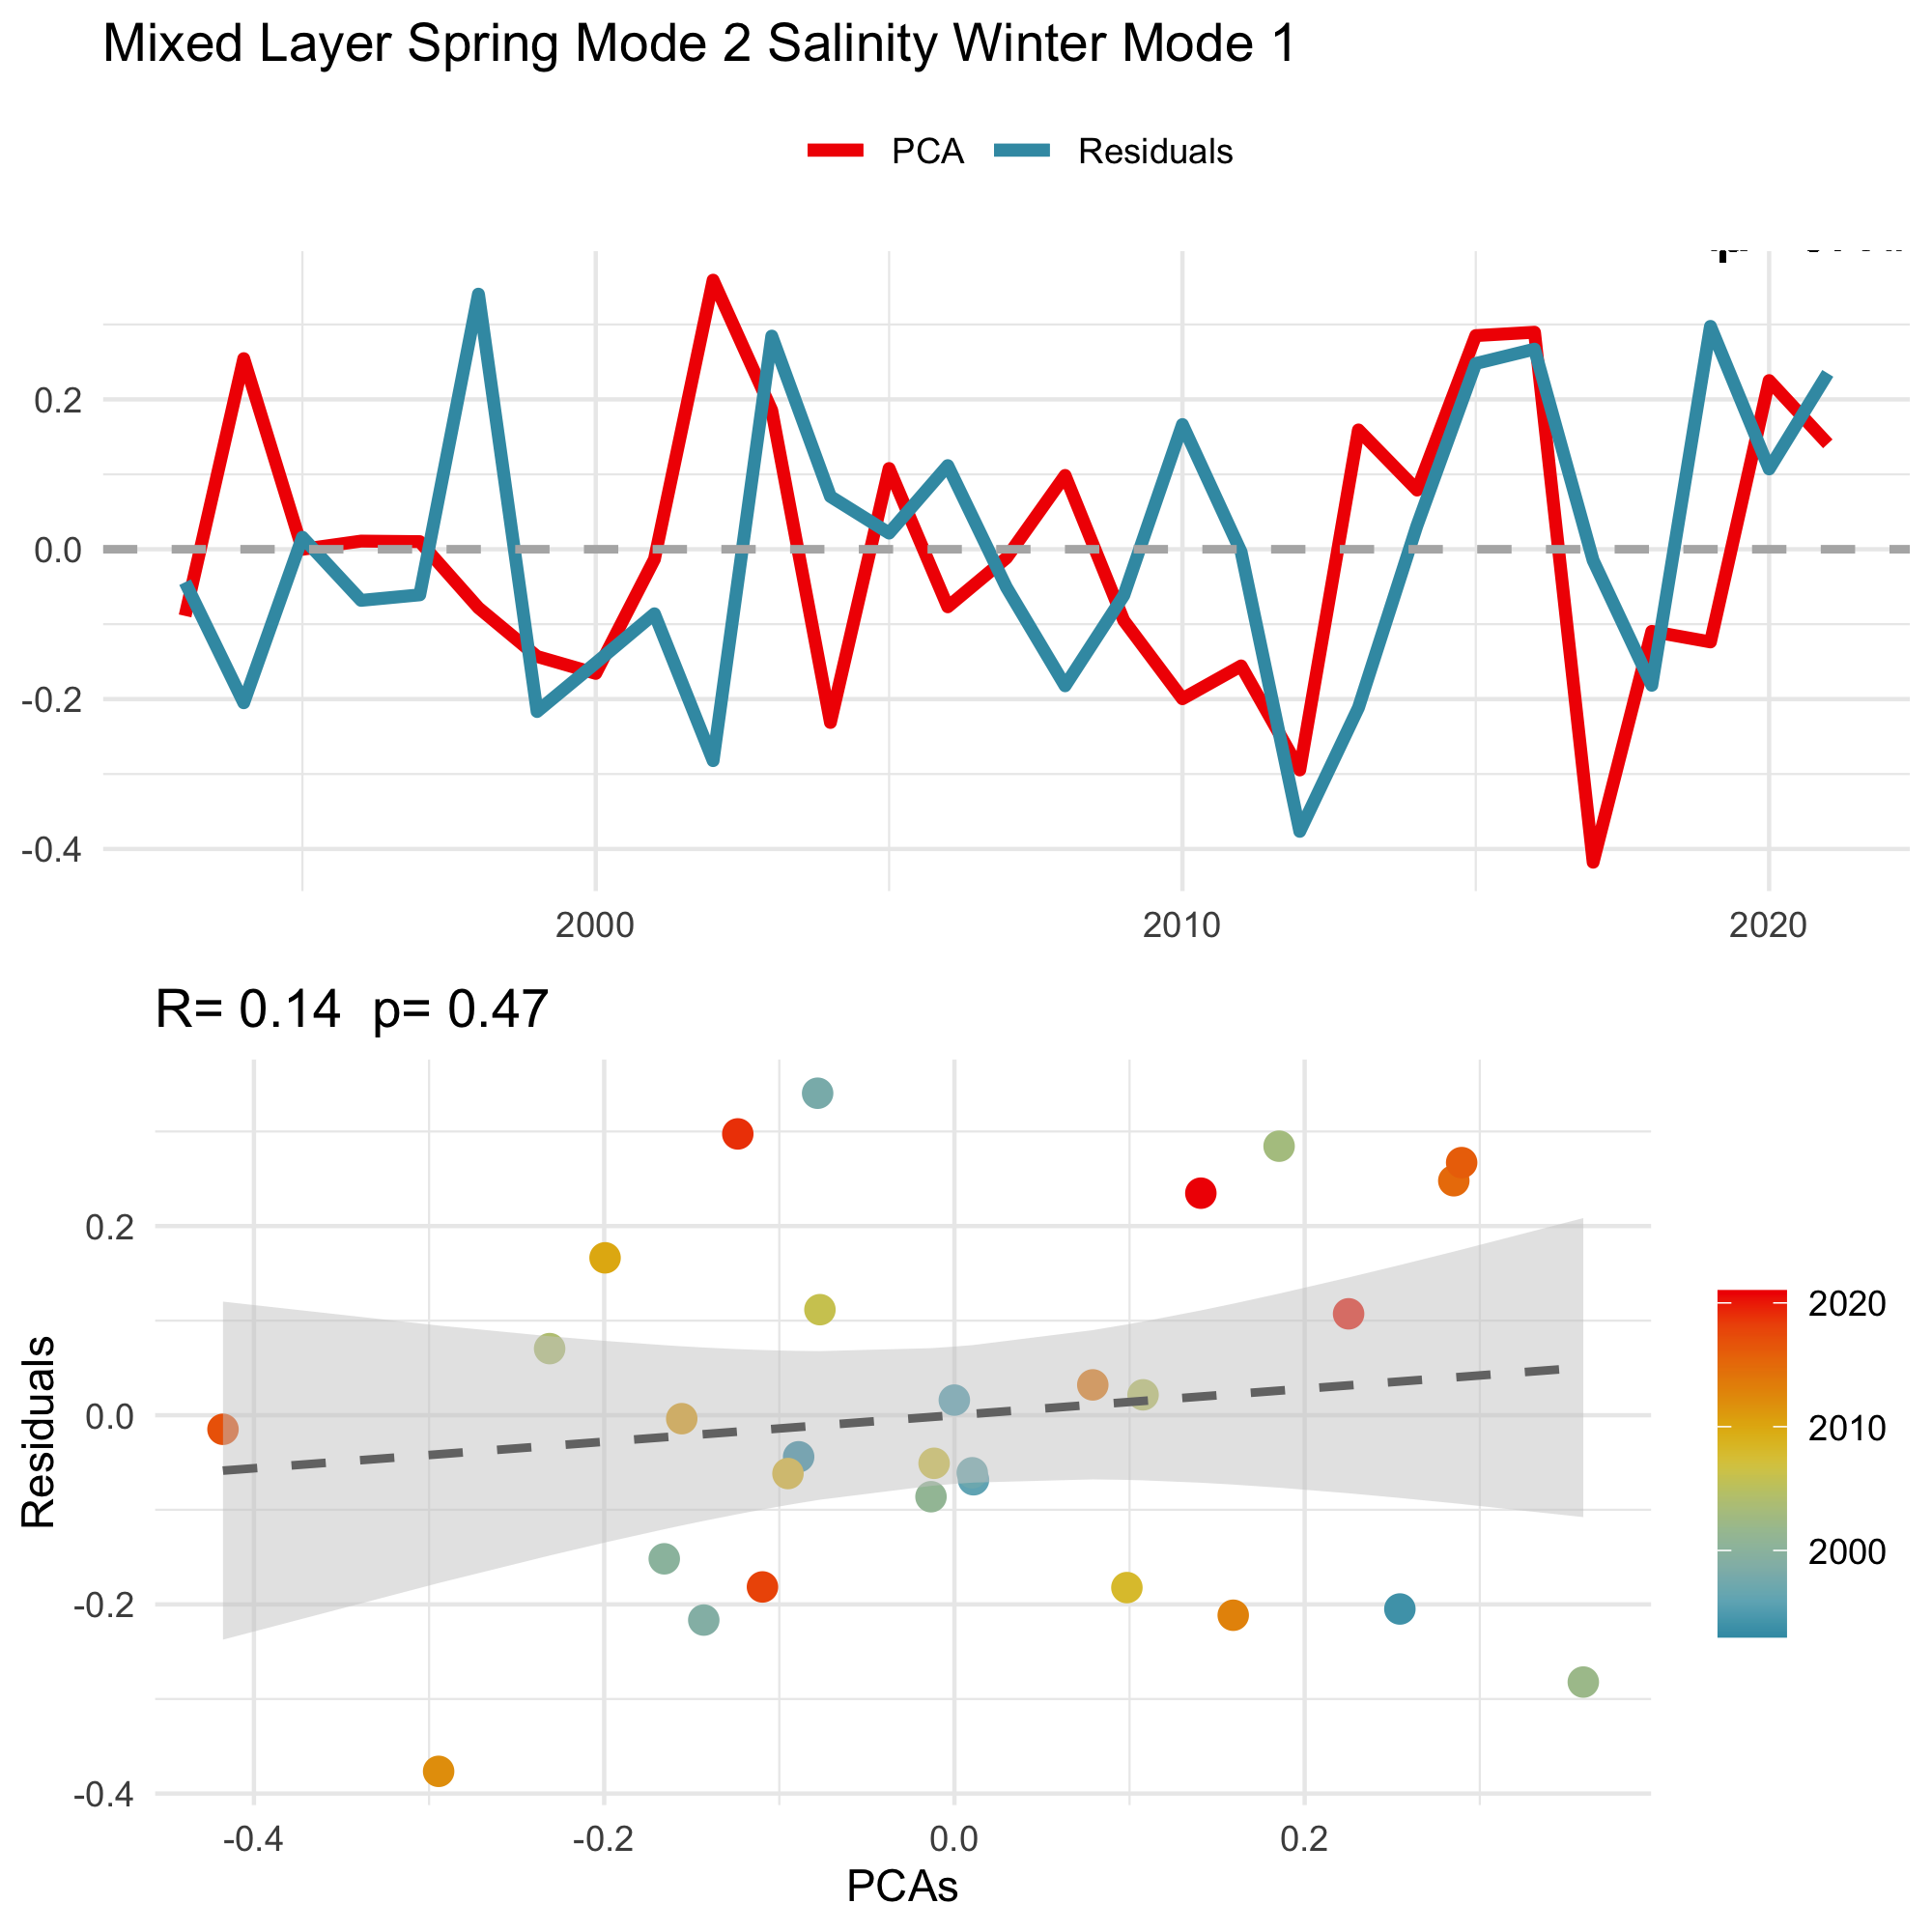 Mixed Layer Spring Mode 2 Salinity Winter Mode 1
PCA Residuals
0.2
0.0
-0.2
-0.4
2000 2010 2020
R= 0.14 p= 0.47
Residuals
0.2
0.0
-0.2
-0.4
-0.4 -0.2 0.0 0.2
PCAs
2020
2010
2000